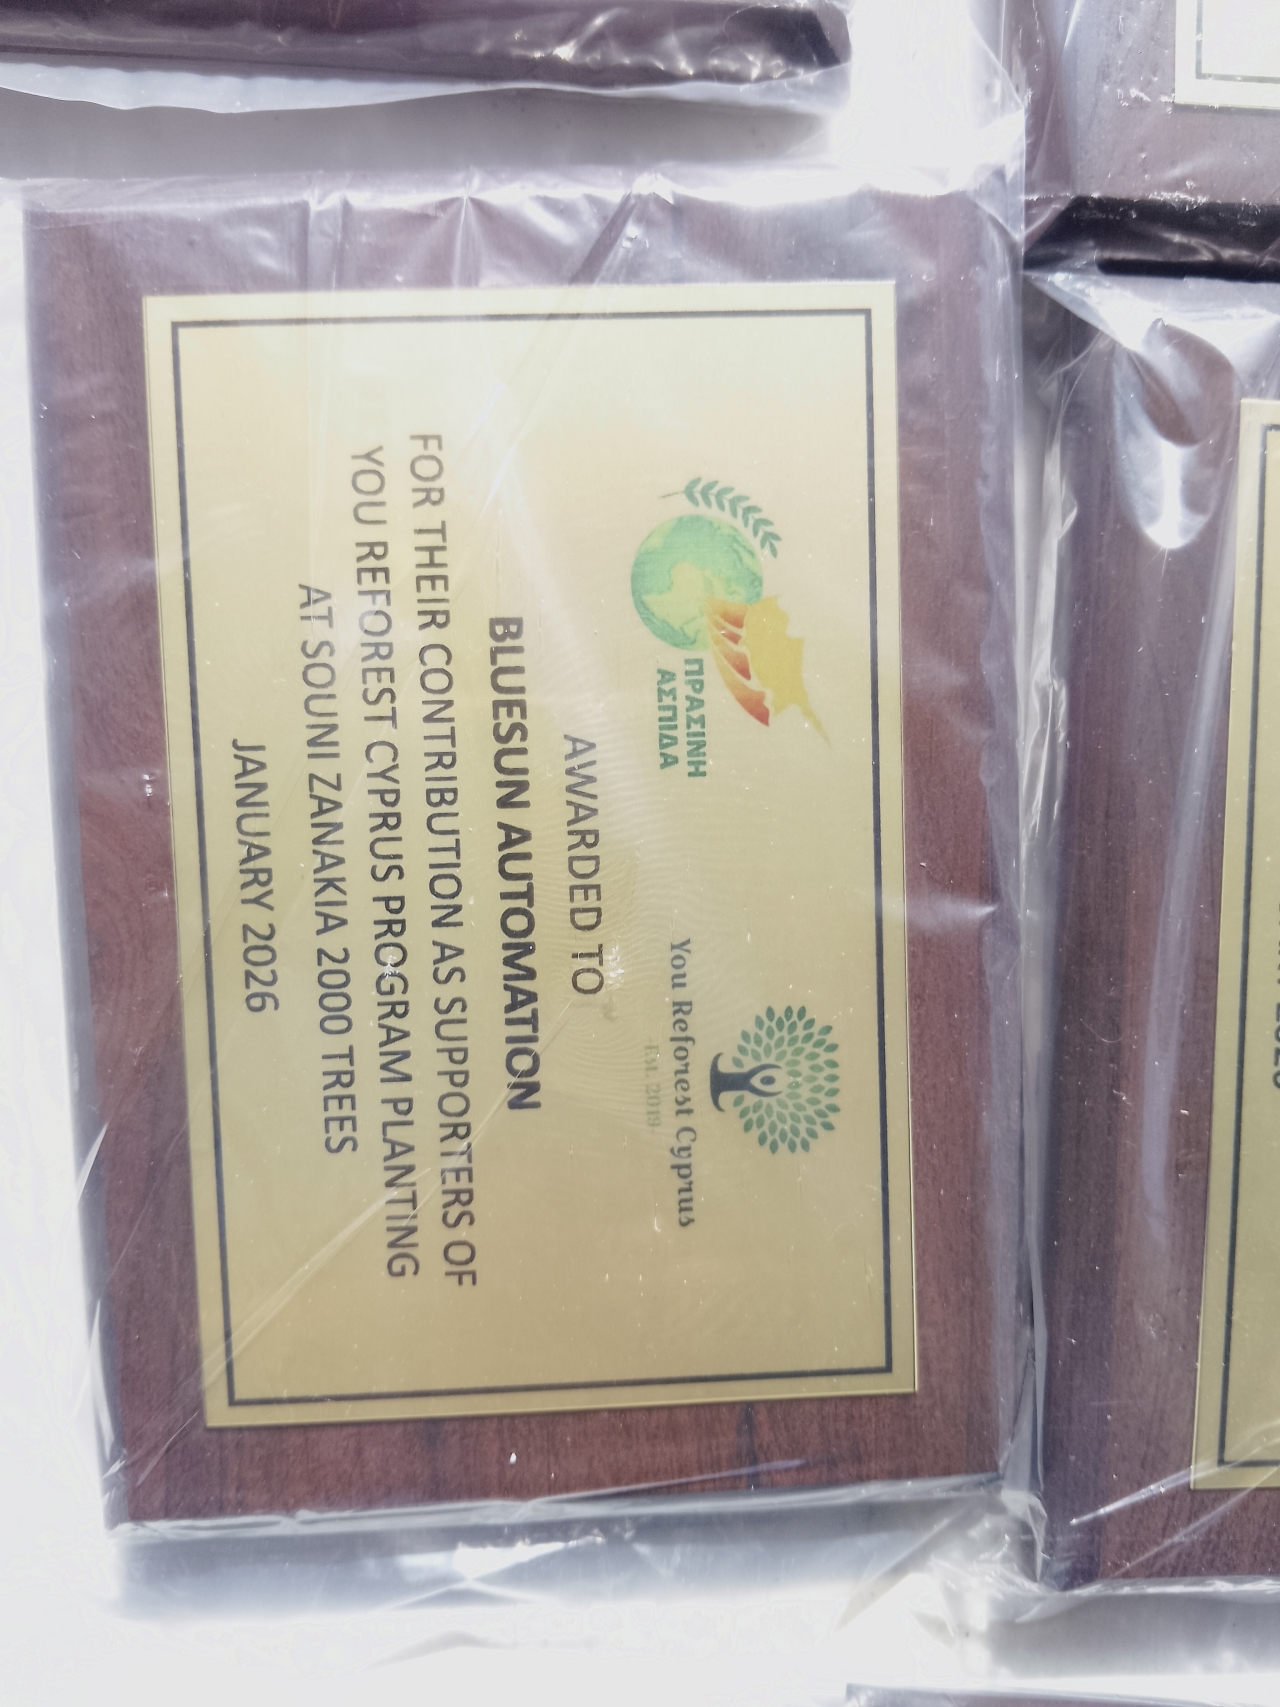 ΠΡΑΣΙΝΗ
ΑΣΠΙΔΑ
You Reforest Cyprus
-Est. 2019-
AWARDED TO
BLUESUN AUTOMATION
FOR THEIR CONTRIBUTION AS SUPPORTERS OF
YOU REFOREST CYPRUS PROGRAM PLANTING
AT SOUNI ZANAKIA 2000 TREES
JANUARY 2026